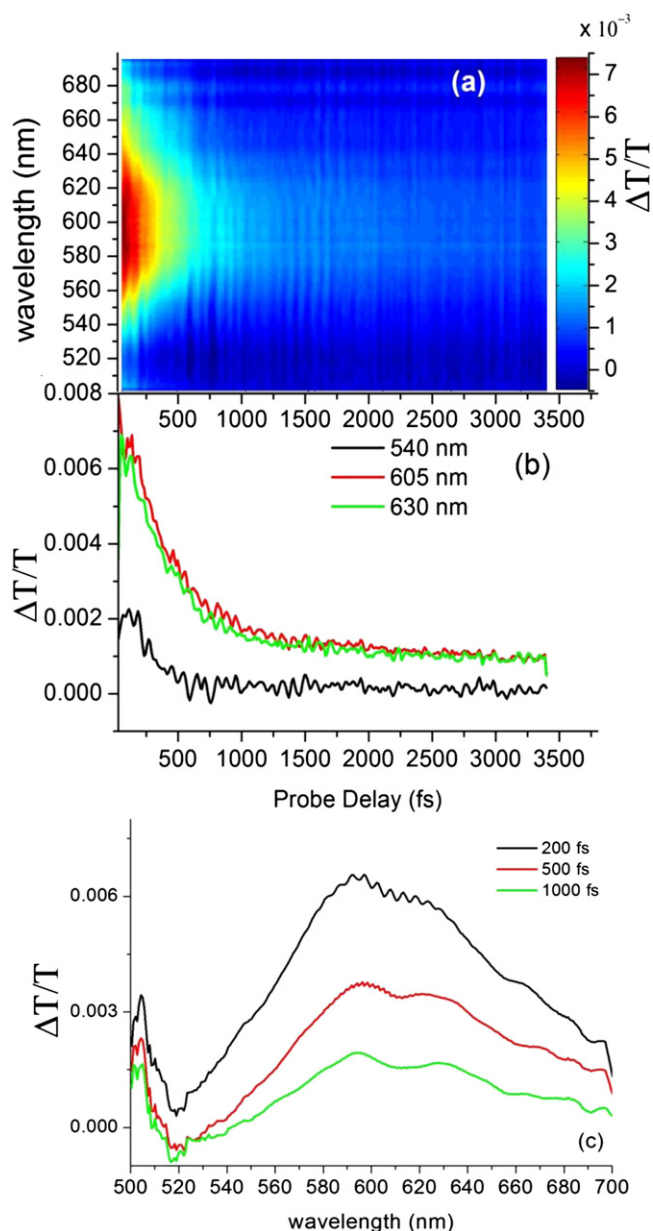 x 10⁻³
(a)
680
660
640
620
600
580
560
540
520
wavelength (nm)
7
6
5
4
3
2
1
0
ΔT/T
500 1000 1500 2000 2500 3000 3500
0.008
0.006
0.004
0.002
0.000
ΔT/T
540 nm
605 nm
630 nm
(b)
500 1000 1500 2000 2500 3000 3500
Probe Delay (fs)
0.006
0.003
0.000
ΔT/T
200 fs
500 fs
1000 fs
(c)
500 520 540 560 580 600 620 640 660 680 700
wavelength (nm)